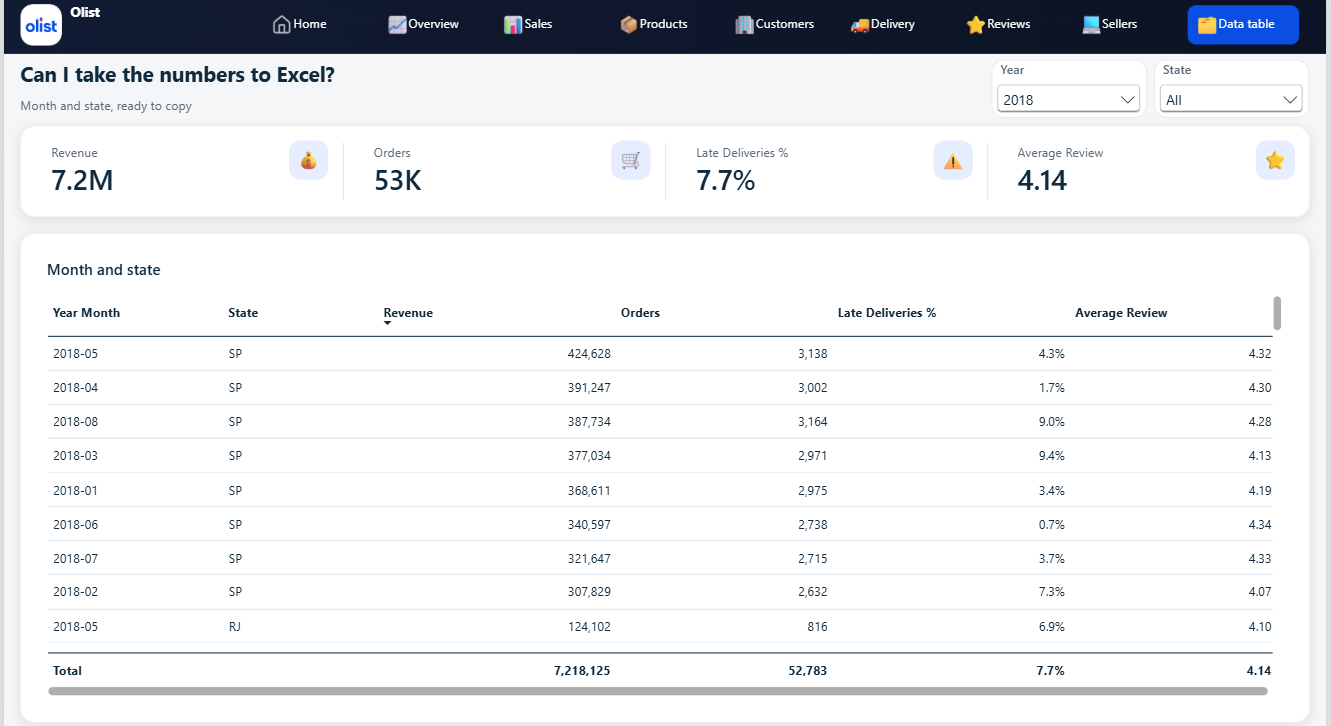 olist
Olist
Home Overview Sales Products Customers Delivery Reviews Sellers Data table
Can I take the numbers to Excel?
Month and state, ready to copy
Year State
2018 All
Revenue Orders Late Deliveries % Average Review
7.2M 53K 7.7% 4.14
Month and state
Year Month State Revenue Orders Late Deliveries % Average Review
2018-05 SP 424,628 3,138 4.3% 4.32
2018-04 SP 391,247 3,002 1.7% 4.30
2018-08 SP 387,734 3,164 9.0% 4.28
2018-03 SP 377,034 2,971 9.4% 4.13
2018-01 SP 368,611 2,975 3.4% 4.19
2018-06 SP 340,597 2,738 0.7% 4.34
2018-07 SP 321,647 2,715 3.7% 4.33
2018-02 SP 307,829 2,632 7.3% 4.07
2018-05 RJ 124,102 816 6.9% 4.10
Total 7,218,125 52,783 7.7% 4.14